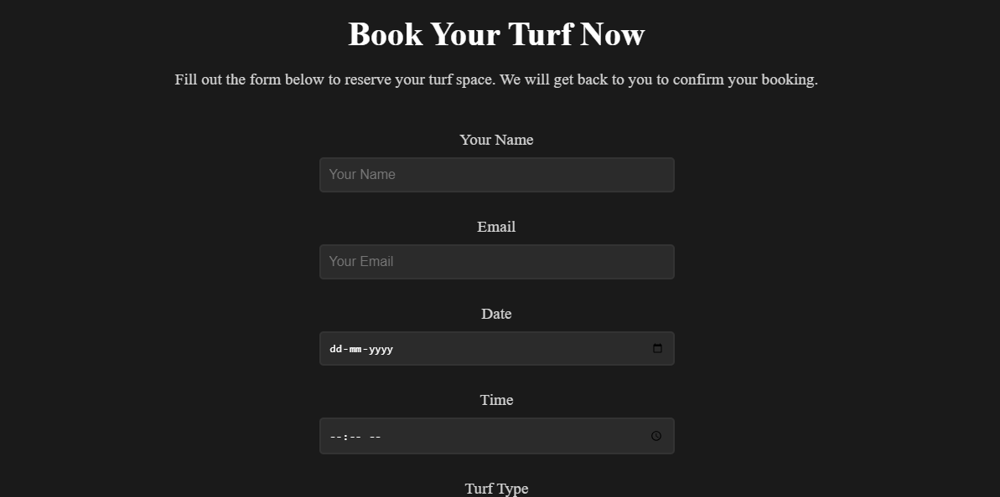 Book Your Turf Now
Fill out the form below to reserve your turf space. We will get back to you to confirm your booking.
Your Name
Your Name
Email
Your Email
Date
dd-mm-yyyy
Time
--:-- --
Turf Type